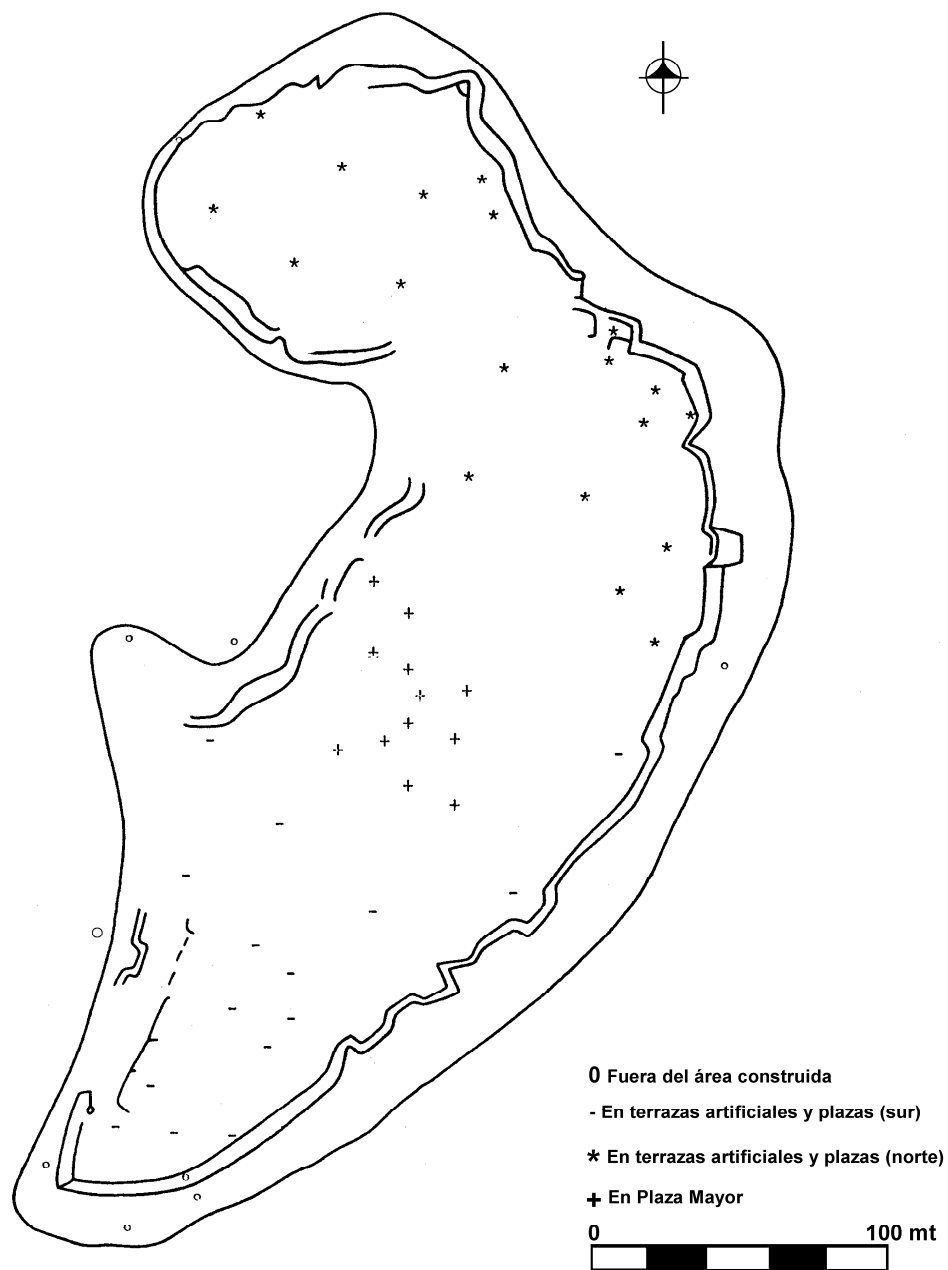 0 Fuera del área construida
- En terrazas artificiales y plazas (sur)
* En terrazas artificiales y plazas (norte)
+ En Plaza Mayor
0 100 mt